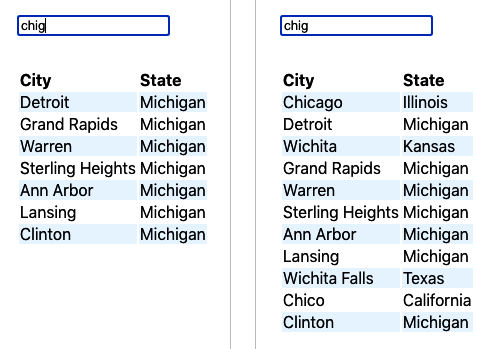 chig
City State
Detroit Michigan
Grand Rapids Michigan
Warren Michigan
Sterling Heights Michigan
Ann Arbor Michigan
Lansing Michigan
Clinton Michigan
chig
City State
Chicago Illinois
Detroit Michigan
Wichita Kansas
Grand Rapids Michigan
Warren Michigan
Sterling Heights Michigan
Ann Arbor Michigan
Lansing Michigan
Wichita Falls Texas
Chico California
Clinton Michigan